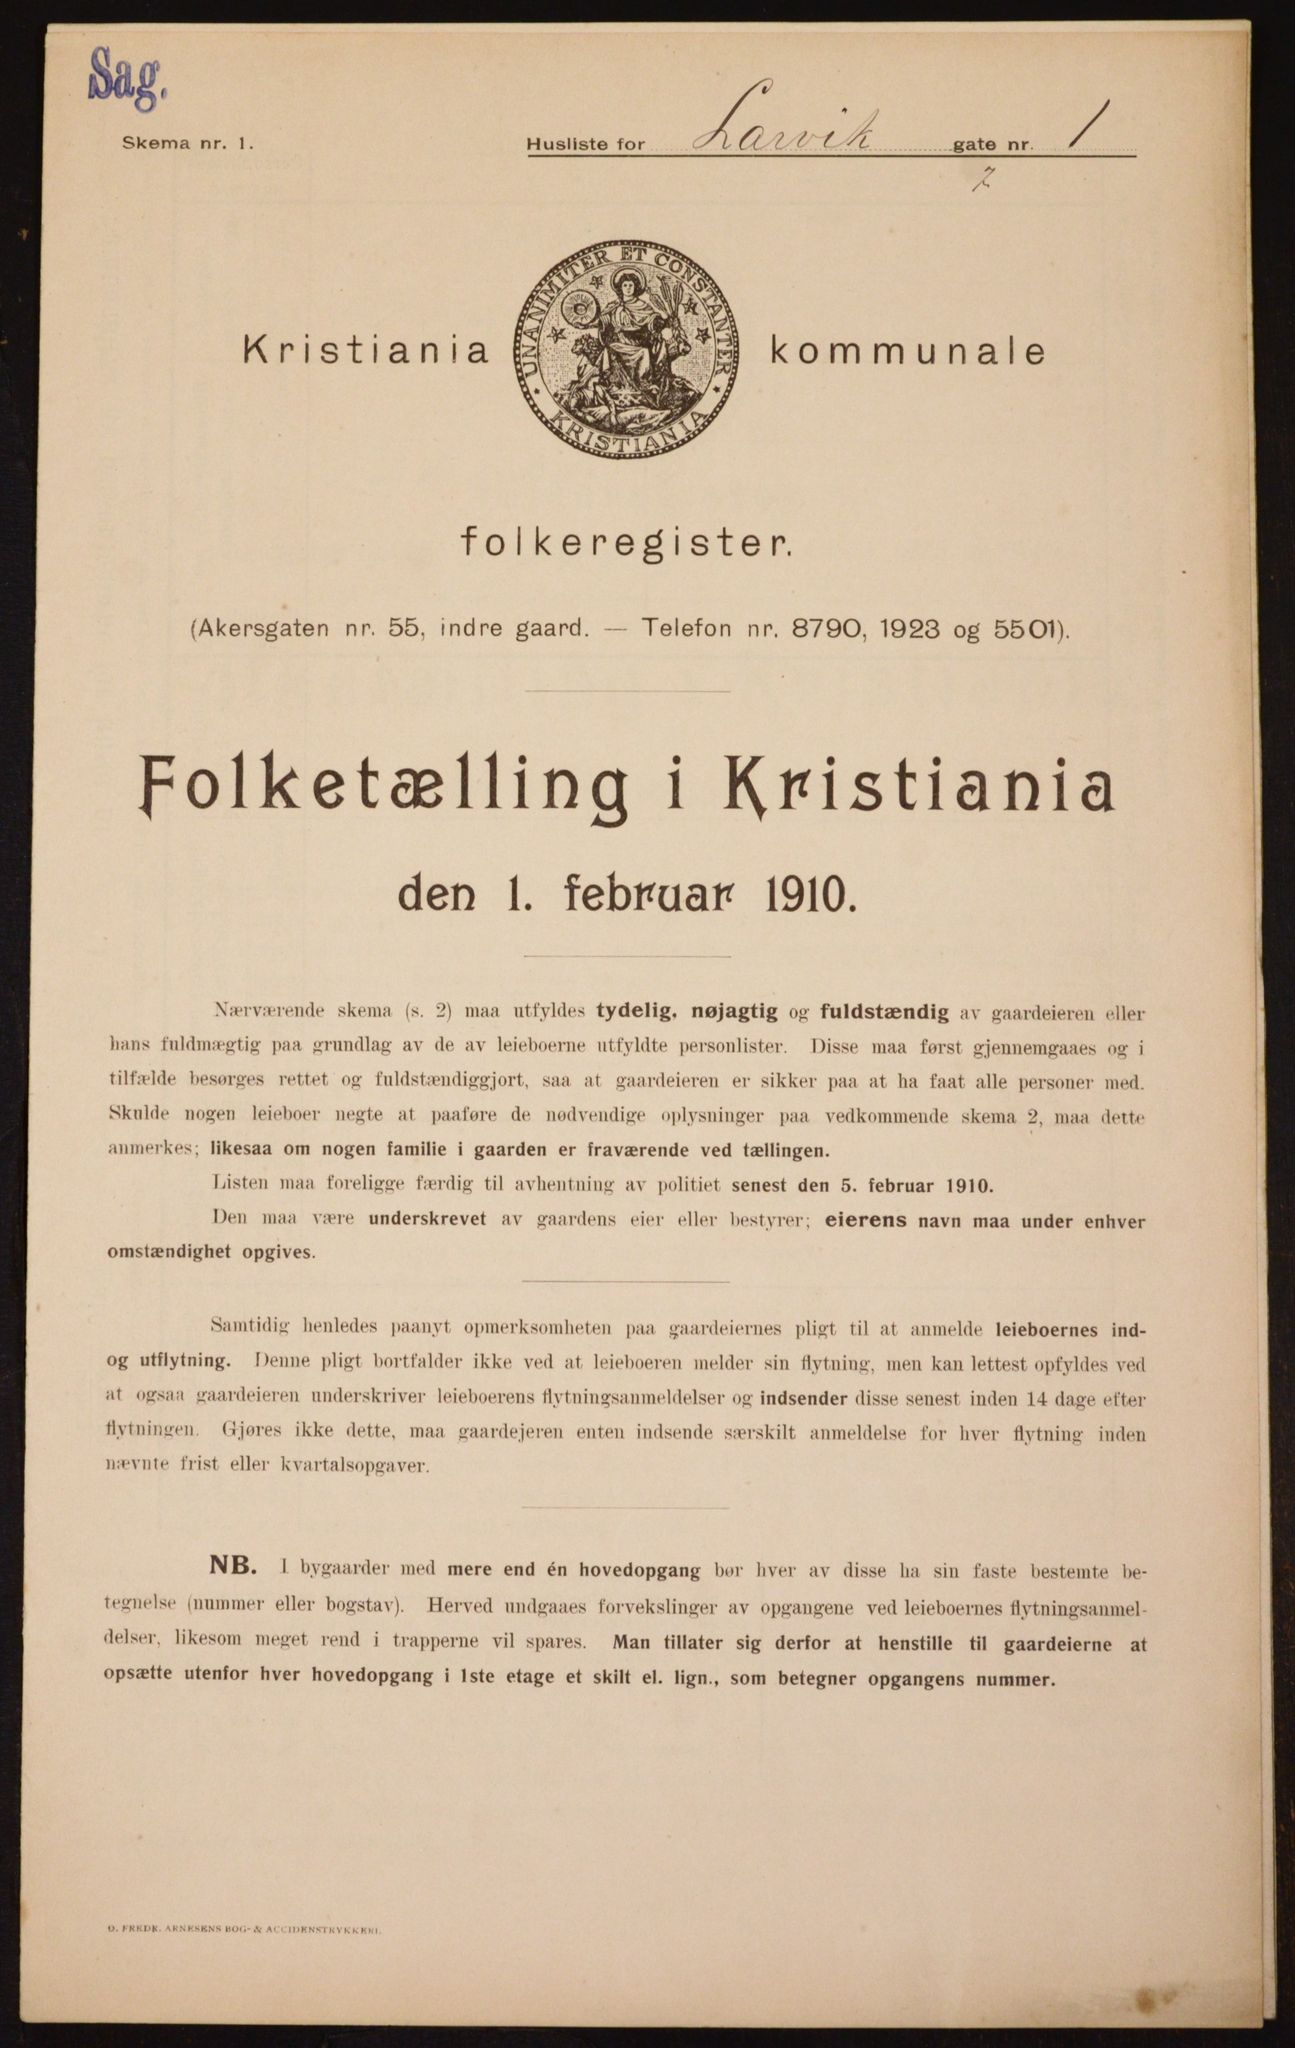 Sag.
Skema nr. 1.
Husliste for Larvik gate nr. 1
7
UNANIMITER ET CONSTANTER
KRISTIANIA
Kristiania kommunale
folkeregister.
(Akersgaten nr. 55, indre gaard. — Telefon nr. 8790, 1923 og 5501).
Folketælling i Kristiania
den 1. februar 1910.
Nærværende skema (s. 2) maa utfyldes tydelig, nøjagtig og fuldstændig av gaardeieren eller
hans fuldmægtig paa grundlag av de av leieboerne utfyldte personlister. Disse maa først gjennemgaaes og i
tilfælde besørges rettet og fuldstændiggjort, saa at gaardeieren er sikker paa at ha faat alle personer med.
Skulde nogen leieboer negte at paaføre de nødvendige oplysninger paa vedkommende skema 2, maa dette
anmerkes; likesaa om nogen familie i gaarden er fraværende ved tællingen.
Listen maa foreligge færdig til avhentning av politiet senest den 5. februar 1910.
Den maa være underskrevet av gaardens eier eller bestyrer; eierens navn maa under enhver
omstændighet opgives.
Samtidig henledes paanyt opmerksomheten paa gaardeiernes pligt til at anmelde leieboernes ind-
og utflytning. Denne pligt bortfalder ikke ved at leieboeren melder sin flytning, men kan lettest opfyldes ved
at ogsaa gaardeieren underskriver leieboerens flytningsanmeldelser og indsender disse senest inden 14 dage efter
flytningen. Gjøres ikke dette, maa gaardejeren enten indsende særskilt anmeldelse for hver flytning inden
nævnte frist eller kvartalsopgaver.
NB. I bygaarder med mere end én hovedopgang bør hver av disse ha sin faste bestemte be-
tegnelse (nummer eller bogstav). Herved undgaaes forvekslinger av opgangene ved leieboernes flytningsanmel-
delser, likesom meget rend i trapperne vil spares. Man tillater sig derfor at henstille til gaardeierne at
opsætte utenfor hver hovedopgang i 1ste etage et skilt el. lign., som betegner opgangens nummer.
O. FREDR. ARNESENS BOG- & ACCIDENSTRYKKERI.